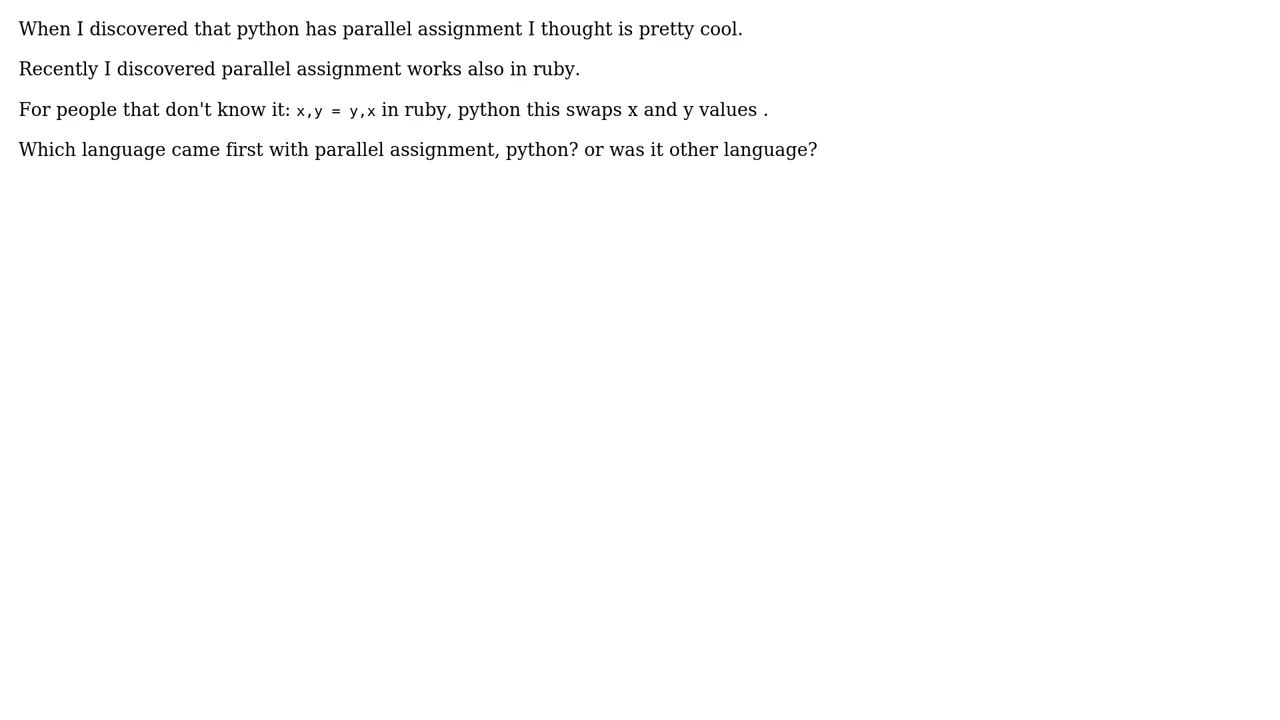 When I discovered that python has parallel assignment I thought is pretty cool.
Recently I discovered parallel assignment works also in ruby.
For people that don't know it: x,y = y,x in ruby, python this swaps x and y values .
Which language came first with parallel assignment, python? or was it other language?